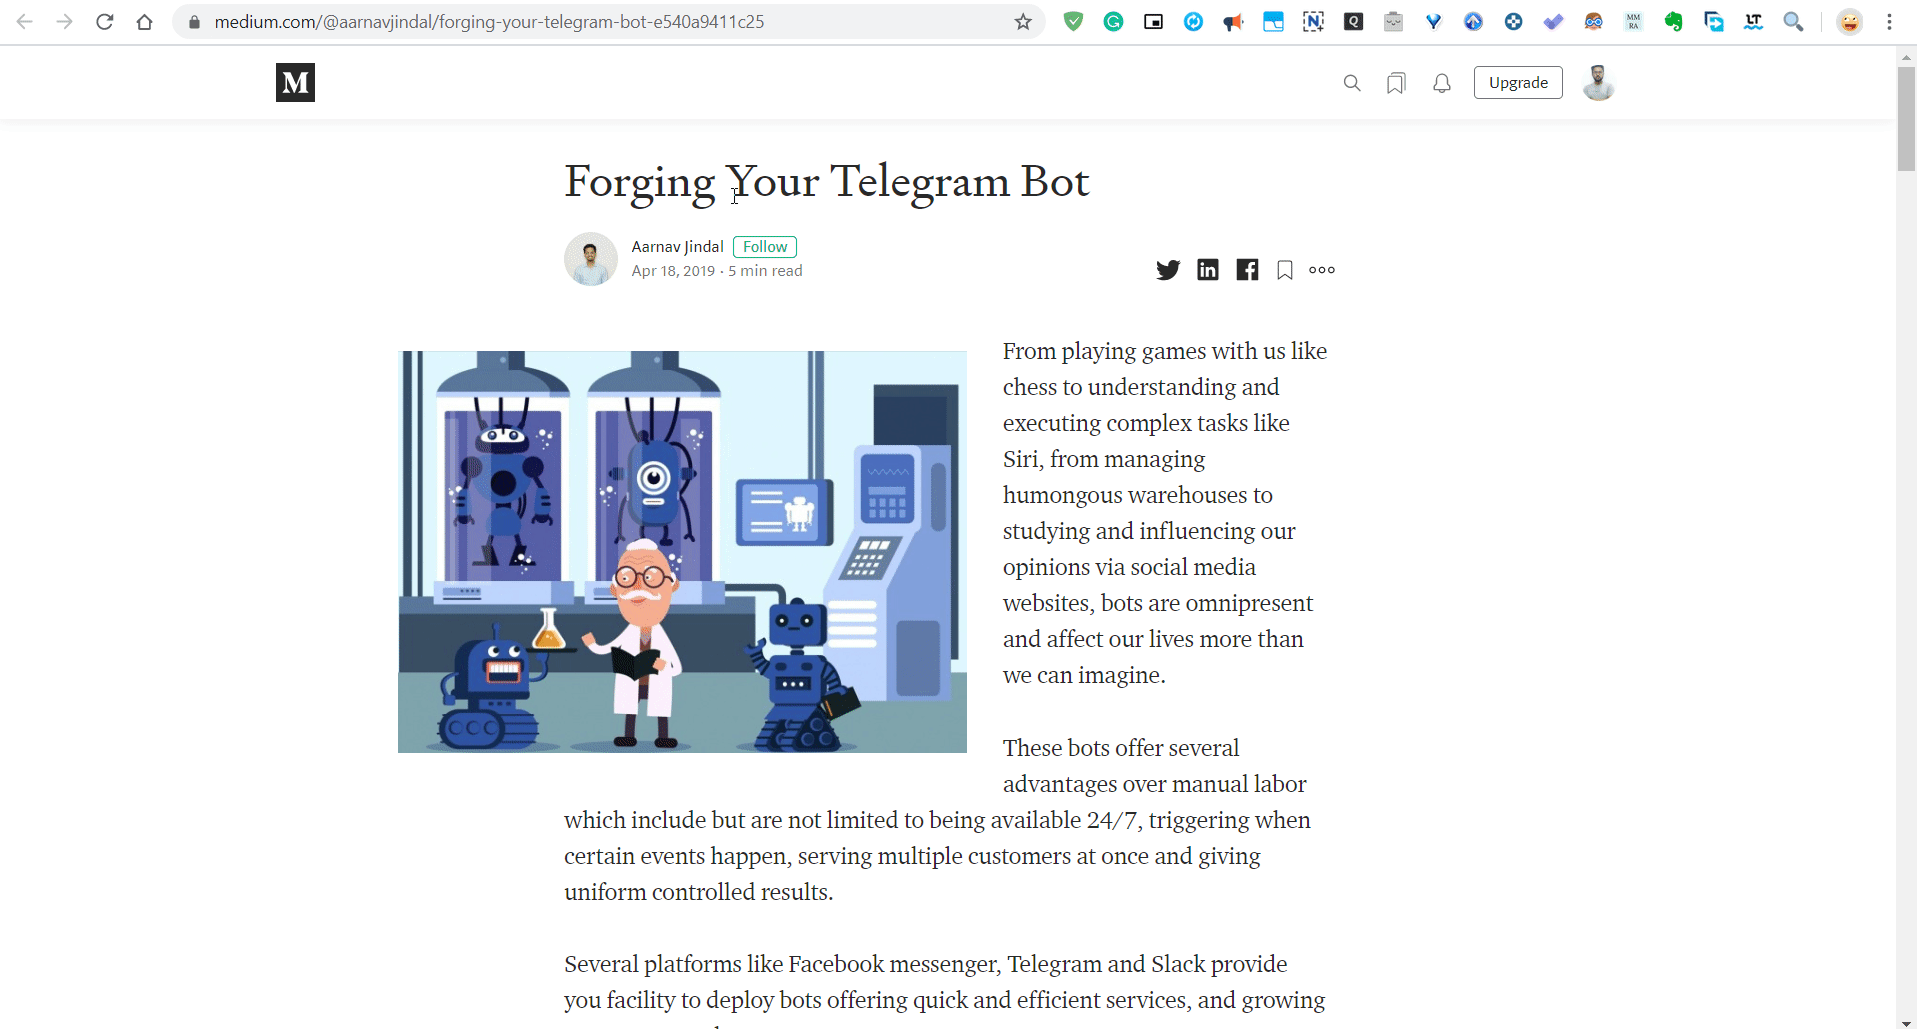 medium.com/@aarnavjindal/forging-your-telegram-bot-e540a9411c25
M
Upgrade
Forging Your Telegram Bot
Aarnav Jindal Follow
Apr 18, 2019 · 5 min read
From playing games with us like
chess to understanding and
executing complex tasks like
Siri, from managing
humongous warehouses to
studying and influencing our
opinions via social media
websites, bots are omnipresent
and affect our lives more than
we can imagine.
These bots offer several
advantages over manual labor
which include but are not limited to being available 24/7, triggering when
certain events happen, serving multiple customers at once and giving
uniform controlled results.
Several platforms like Facebook messenger, Telegram and Slack provide
you facility to deploy bots offering quick and efficient services, and growing